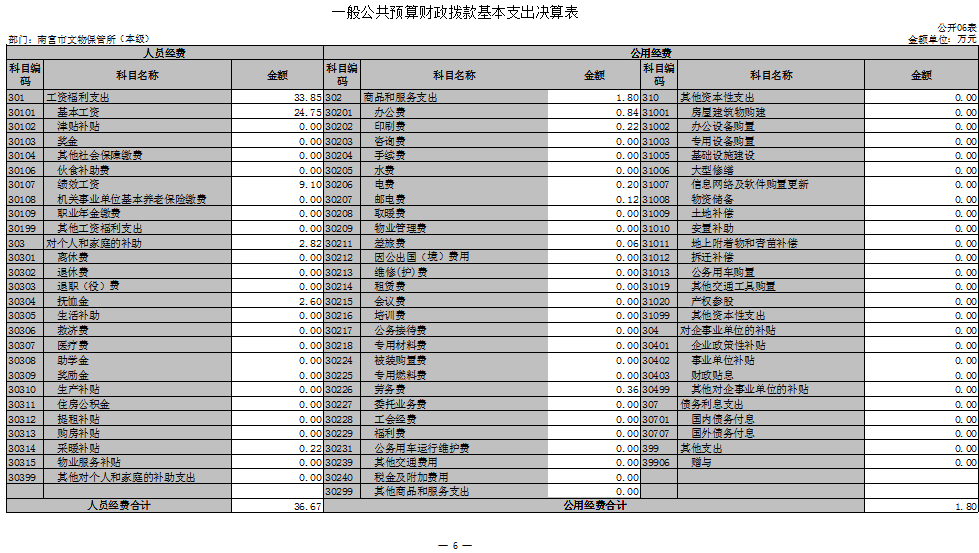 一般公共预算财政拨款基本支出决算表
公开06表
部门：南宫市文物保管所（本级） 金额单位：万元
人员经费 公用经费
科目编码 科目名称 金额 科目编码 科目名称 金额 科目编码 科目名称 金额
301 工资福利支出 33.85 302 商品和服务支出 1.80 310 其他资本性支出 0.00
30101 基本工资 24.75 30201 办公费 0.84 31001 房屋建筑物购建 0.00
30102 津贴补贴 0.00 30202 印刷费 0.22 31002 办公设备购置 0.00
30103 奖金 0.00 30203 咨询费 0.00 31003 专用设备购置 0.00
30104 其他社会保障缴费 0.00 30204 手续费 0.00 31005 基础设施建设 0.00
30106 伙食补助费 0.00 30205 水费 0.00 31006 大型修缮 0.00
30107 绩效工资 9.10 30206 电费 0.20 31007 信息网络及软件购置更新 0.00
30108 机关事业单位基本养老保险缴费 0.00 30207 邮电费 0.12 31008 物资储备 0.00
30109 职业年金缴费 0.00 30208 取暖费 0.00 31009 土地补偿 0.00
30199 其他工资福利支出 0.00 30209 物业管理费 0.00 31010 安置补助 0.00
303 对个人和家庭的补助 2.82 30211 差旅费 0.06 31011 地上附着物和青苗补偿 0.00
30301 离休费 0.00 30212 因公出国（境）费用 0.00 31012 拆迁补偿 0.00
30302 退休费 0.00 30213 维修(护)费 0.00 31013 公务用车购置 0.00
30303 退职（役）费 0.00 30214 租赁费 0.00 31019 其他交通工具购置 0.00
30304 抚恤金 2.60 30215 会议费 0.00 31020 产权参股 0.00
30305 生活补助 0.00 30216 培训费 0.00 31099 其他资本性支出 0.00
30306 救济费 0.00 30217 公务接待费 0.00 304 对企事业单位的补贴 0.00
30307 医疗费 0.00 30218 专用材料费 0.00 30401 企业政策性补贴 0.00
30308 助学金 0.00 30224 被装购置费 0.00 30402 事业单位补贴 0.00
30309 奖励金 0.00 30225 专用燃料费 0.00 30403 财政贴息 0.00
30310 生产补贴 0.00 30226 劳务费 0.36 30499 其他对企事业单位的补贴 0.00
30311 住房公积金 0.00 30227 委托业务费 0.00 307 债务利息支出 0.00
30312 提租补贴 0.00 30228 工会经费 0.00 30701 国内债务付息 0.00
30313 购房补贴 0.00 30229 福利费 0.00 30707 国外债务付息 0.00
30314 采暖补贴 0.22 30231 公务用车运行维护费 0.00 399 其他支出 0.00
30315 物业服务补贴 0.00 30239 其他交通费用 0.00 39906 赠与 0.00
30399 其他对个人和家庭的补助支出 0.00 30240 税金及附加费用 0.00
30299 其他商品和服务支出 0.00
人员经费合计 36.67 公用经费合计 1.80
— 6 —